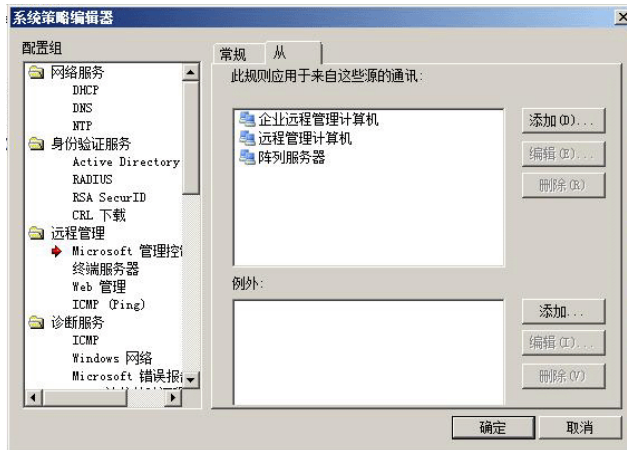 系统策略编辑器
配置组
网络服务
DHCP
DNS
NTP
身份验证服务
Active Directory
RADIUS
RSA SecurID
CRL 下载
远程管理
Microsoft 管理控制
终端服务器
Web 管理
ICMP (Ping)
诊断服务
ICMP
Windows 网络
Microsoft 错误报
常规
从
此规则应用于来自这些源的通讯:
企业远程管理计算机
远程管理计算机
阵列服务器
添加(D)...
编辑(E)...
删除(R)
例外:
添加...
编辑(I)...
删除(V)
确定
取消